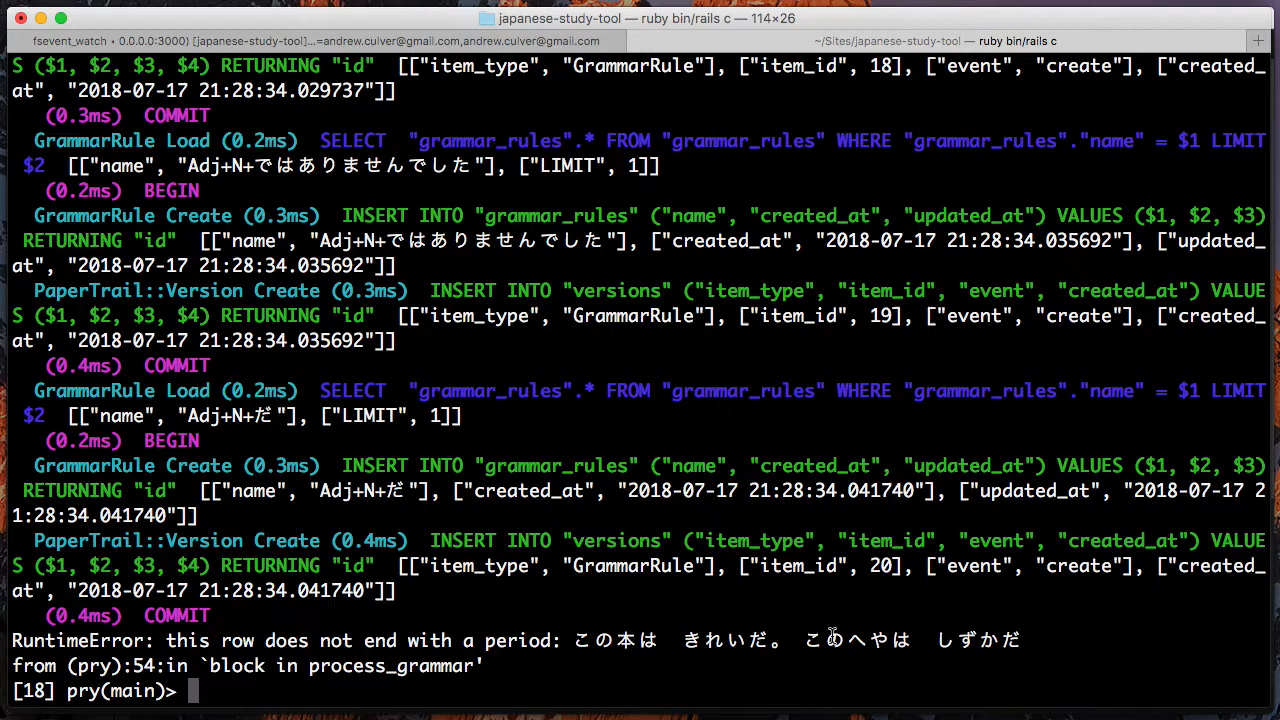 japanese-study-tool — ruby bin/rails c — 114×26
fsevent_watch • 0.0.0.0:3000) [japanese-study-tool]...=andrew.culver@gmail.com,andrew.culver@gmail.com
~/Sites/japanese-study-tool — ruby bin/rails c
S ($1, $2, $3, $4) RETURNING "id"  [["item_type", "GrammarRule"], ["item_id", 18], ["event", "create"], ["created_
at", "2018-07-17 21:28:34.029737"]]
(0.3ms)  COMMIT
GrammarRule Load (0.2ms)  SELECT  "grammar_rules".* FROM "grammar_rules" WHERE "grammar_rules"."name" = $1 LIMIT
$2  [["name", "Adj+N+ではありませんでした"], ["LIMIT", 1]]
(0.2ms)  BEGIN
GrammarRule Create (0.3ms)  INSERT INTO "grammar_rules" ("name", "created_at", "updated_at") VALUES ($1, $2, $3)
RETURNING "id"  [["name", "Adj+N+ではありませんでした"], ["created_at", "2018-07-17 21:28:34.035692"], ["updated_
at", "2018-07-17 21:28:34.035692"]]
PaperTrail::Version Create (0.3ms)  INSERT INTO "versions" ("item_type", "item_id", "event", "created_at") VALUE
S ($1, $2, $3, $4) RETURNING "id"  [["item_type", "GrammarRule"], ["item_id", 19], ["event", "create"], ["created_
at", "2018-07-17 21:28:34.035692"]]
(0.4ms)  COMMIT
GrammarRule Load (0.2ms)  SELECT  "grammar_rules".* FROM "grammar_rules" WHERE "grammar_rules"."name" = $1 LIMIT
$2  [["name", "Adj+N+だ"], ["LIMIT", 1]]
(0.2ms)  BEGIN
GrammarRule Create (0.3ms)  INSERT INTO "grammar_rules" ("name", "created_at", "updated_at") VALUES ($1, $2, $3)
RETURNING "id"  [["name", "Adj+N+だ"], ["created_at", "2018-07-17 21:28:34.041740"], ["updated_at", "2018-07-17 2
1:28:34.041740"]]
PaperTrail::Version Create (0.4ms)  INSERT INTO "versions" ("item_type", "item_id", "event", "created_at") VALUE
S ($1, $2, $3, $4) RETURNING "id"  [["item_type", "GrammarRule"], ["item_id", 20], ["event", "create"], ["created_
at", "2018-07-17 21:28:34.041740"]]
(0.4ms)  COMMIT
RuntimeError: this row does not end with a period: この本は　きれいだ。 このへやは　しずかだ
from (pry):54:in `block in process_grammar'
[18] pry(main)>